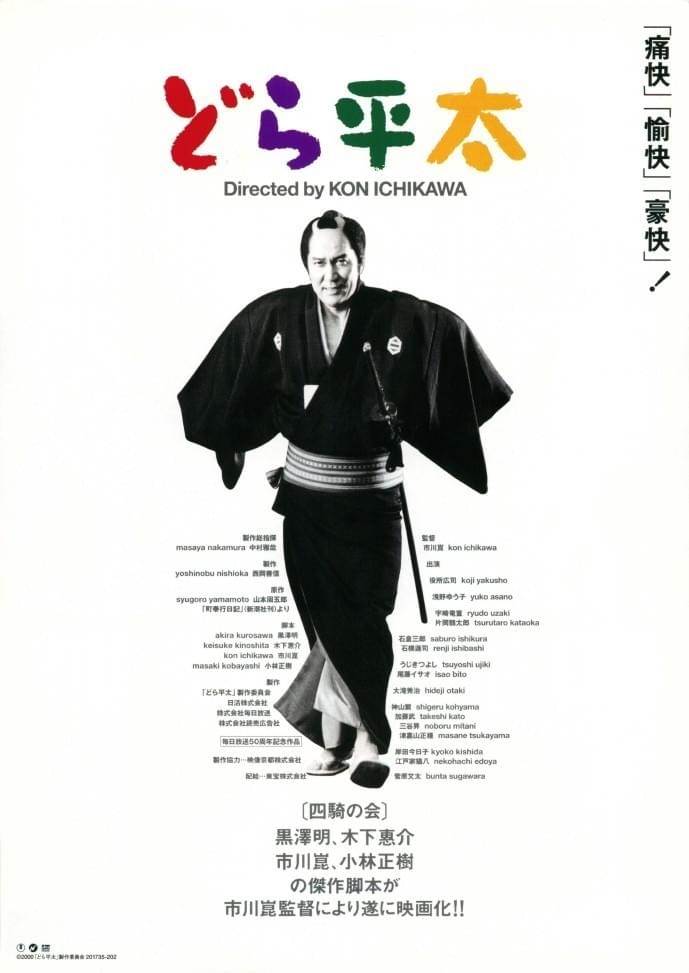 「痛快」「愉快」「豪快」!
どら平太
Directed by KON ICHIKAWA
製作総指揮
masaya nakamura 中村雅哉
製作
yoshinobu nishioka 西岡善信
原作
syugoro yamamoto 山本周五郎
「町奉行日記」(新潮社刊)より
脚本
akira kurosawa 黒澤明
keisuke kinoshita 木下惠介
kon ichikawa 市川崑
masaki kobayashi 小林正樹
製作
「どら平太」製作委員会
日活株式会社
株式会社毎日放送
株式会社読売広告社
毎日放送50周年記念作品
製作協力…映像京都株式会社
配給…東宝株式会社
監督
市川崑 kon ichikawa
出演
役所広司 koji yakusho
浅野ゆう子 yuko asano
宇崎竜童 ryudo uzaki
片岡鶴太郎 tsurutaro kataoka
石倉三郎 saburo ishikura
石橋蓮司 renji ishibashi
うじきつよし tsuyoshi ujiki
尾藤イサオ isao bito
大滝秀治 hideji otaki
神山繁 shigeru kohyama
加藤武 takeshi kato
三谷昇 noboru mitani
津嘉山正種 masane tsukayama
岸田今日子 kyoko kishida
江戸家猫八 nekohachi edoya
菅原文太 bunta sugawara
〔四騎の会〕
黒澤明、木下惠介
市川崑、小林正樹
の傑作脚本が
市川崑監督により遂に映画化!!
©2000「どら平太」製作委員会 201735-202